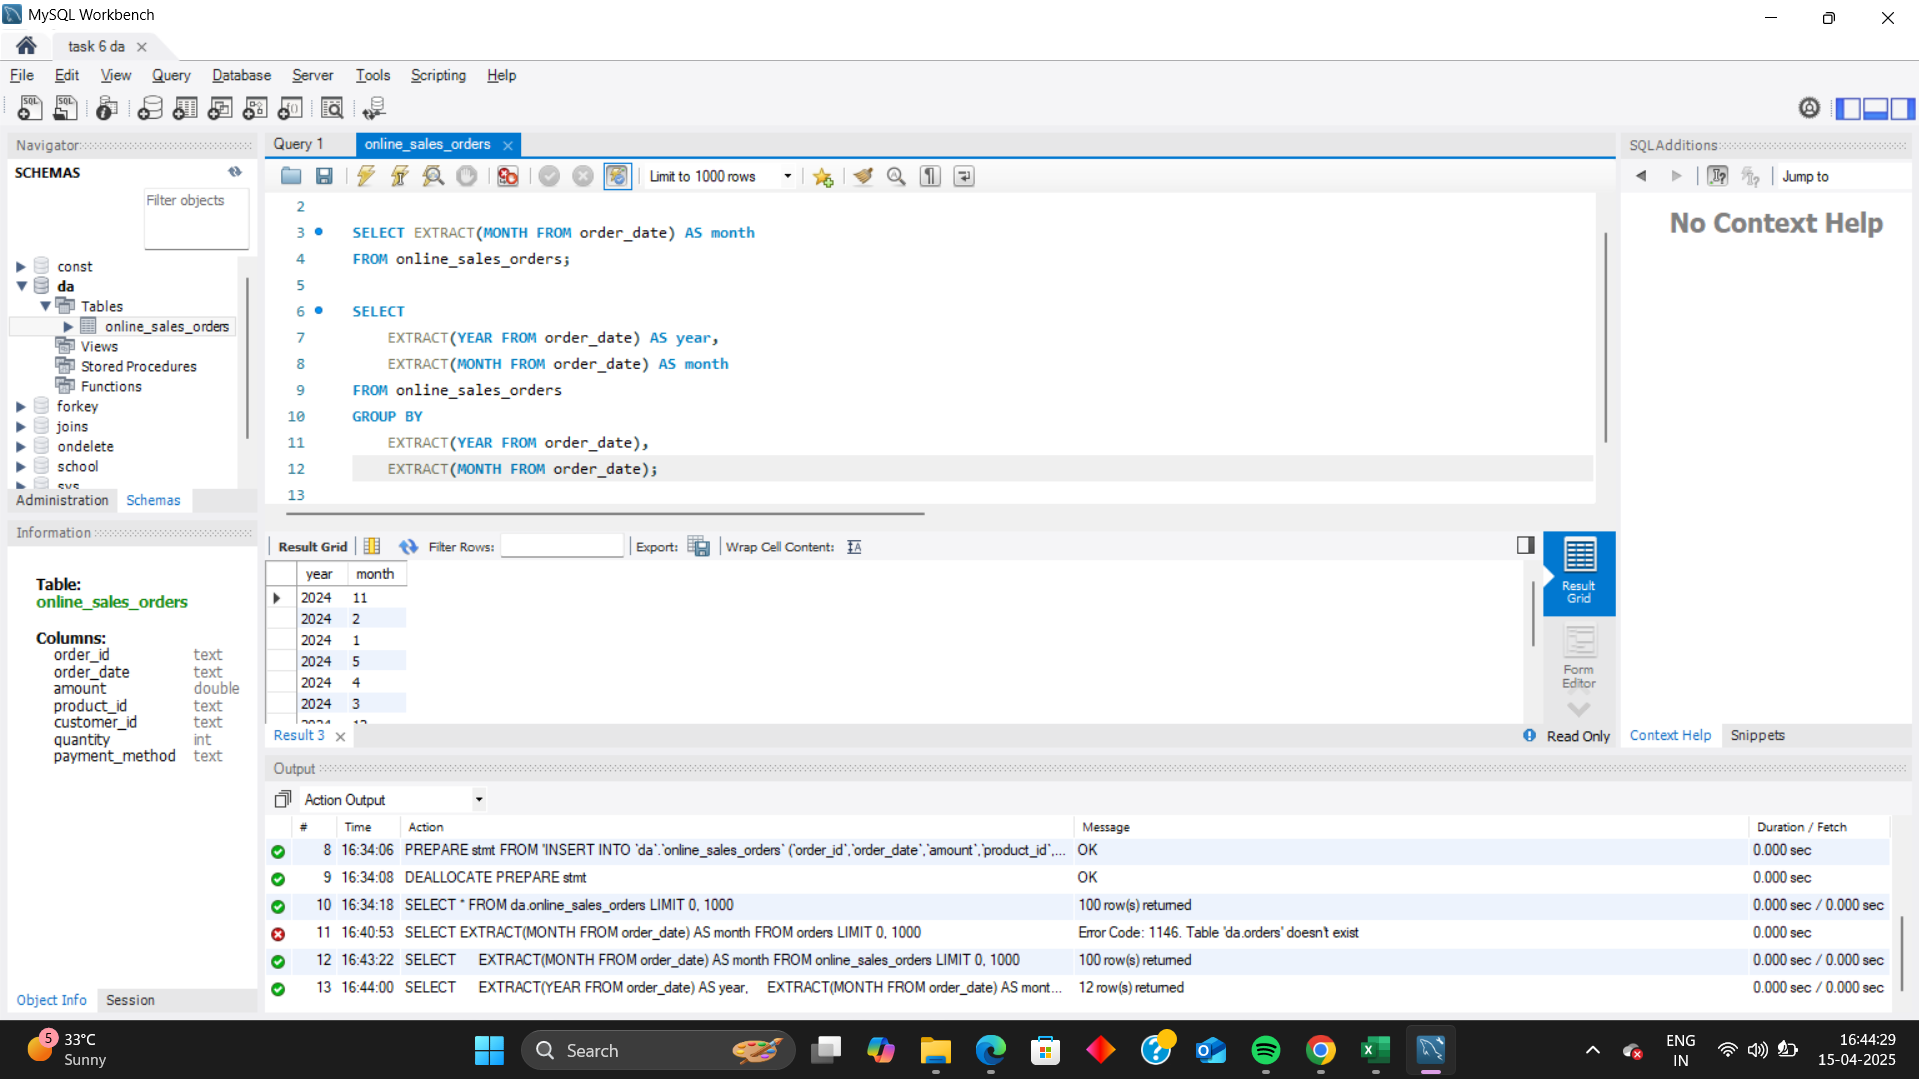 MySQL Workbench
task 6 da
File Edit View Query Database Server Tools Scripting Help
Navigator
SCHEMAS
Filter objects
const
da
Tables
online_sales_orders
Views
Stored Procedures
Functions
forkey
joins
ondelete
school
sys
Administration Schemas
Information
Table:
online_sales_orders
Columns:
order_id text
order_date text
amount double
product_id text
customer_id text
quantity int
payment_method text
Object Info Session
Query 1 online_sales_orders
Limit to 1000 rows
2
3 SELECT EXTRACT(MONTH FROM order_date) AS month
4 FROM online_sales_orders;
5
6 SELECT
7 EXTRACT(YEAR FROM order_date) AS year,
8 EXTRACT(MONTH FROM order_date) AS month
9 FROM online_sales_orders
10 GROUP BY
11 EXTRACT(YEAR FROM order_date),
12 EXTRACT(MONTH FROM order_date);
13
Result Grid Filter Rows: Export: Wrap Cell Content:
year month
2024 11
2024 2
2024 1
2024 5
2024 4
2024 3
2024 12
Result Grid
Form Editor
Result 3
Read Only
SQLAdditions
Jump to
No Context Help
Context Help Snippets
Output
Action Output
# Time Action Message Duration / Fetch
8 16:34:06 PREPARE stmt FROM 'INSERT INTO `da`.`online_sales_orders` (`order_id`,`order_date`,`amount`,`product_id`,... OK 0.000 sec
9 16:34:08 DEALLOCATE PREPARE stmt OK 0.000 sec
10 16:34:18 SELECT * FROM da.online_sales_orders LIMIT 0, 1000 100 row(s) returned 0.000 sec / 0.000 sec
11 16:40:53 SELECT EXTRACT(MONTH FROM order_date) AS month FROM orders LIMIT 0, 1000 Error Code: 1146. Table 'da.orders' doesn't exist 0.000 sec
12 16:43:22 SELECT EXTRACT(MONTH FROM order_date) AS month FROM online_sales_orders LIMIT 0, 1000 100 row(s) returned 0.000 sec / 0.000 sec
13 16:44:00 SELECT EXTRACT(YEAR FROM order_date) AS year, EXTRACT(MONTH FROM order_date) AS mont... 12 row(s) returned 0.000 sec / 0.000 sec
5
33°C
Sunny
Search
ENG
IN
16:44:29
15-04-2025